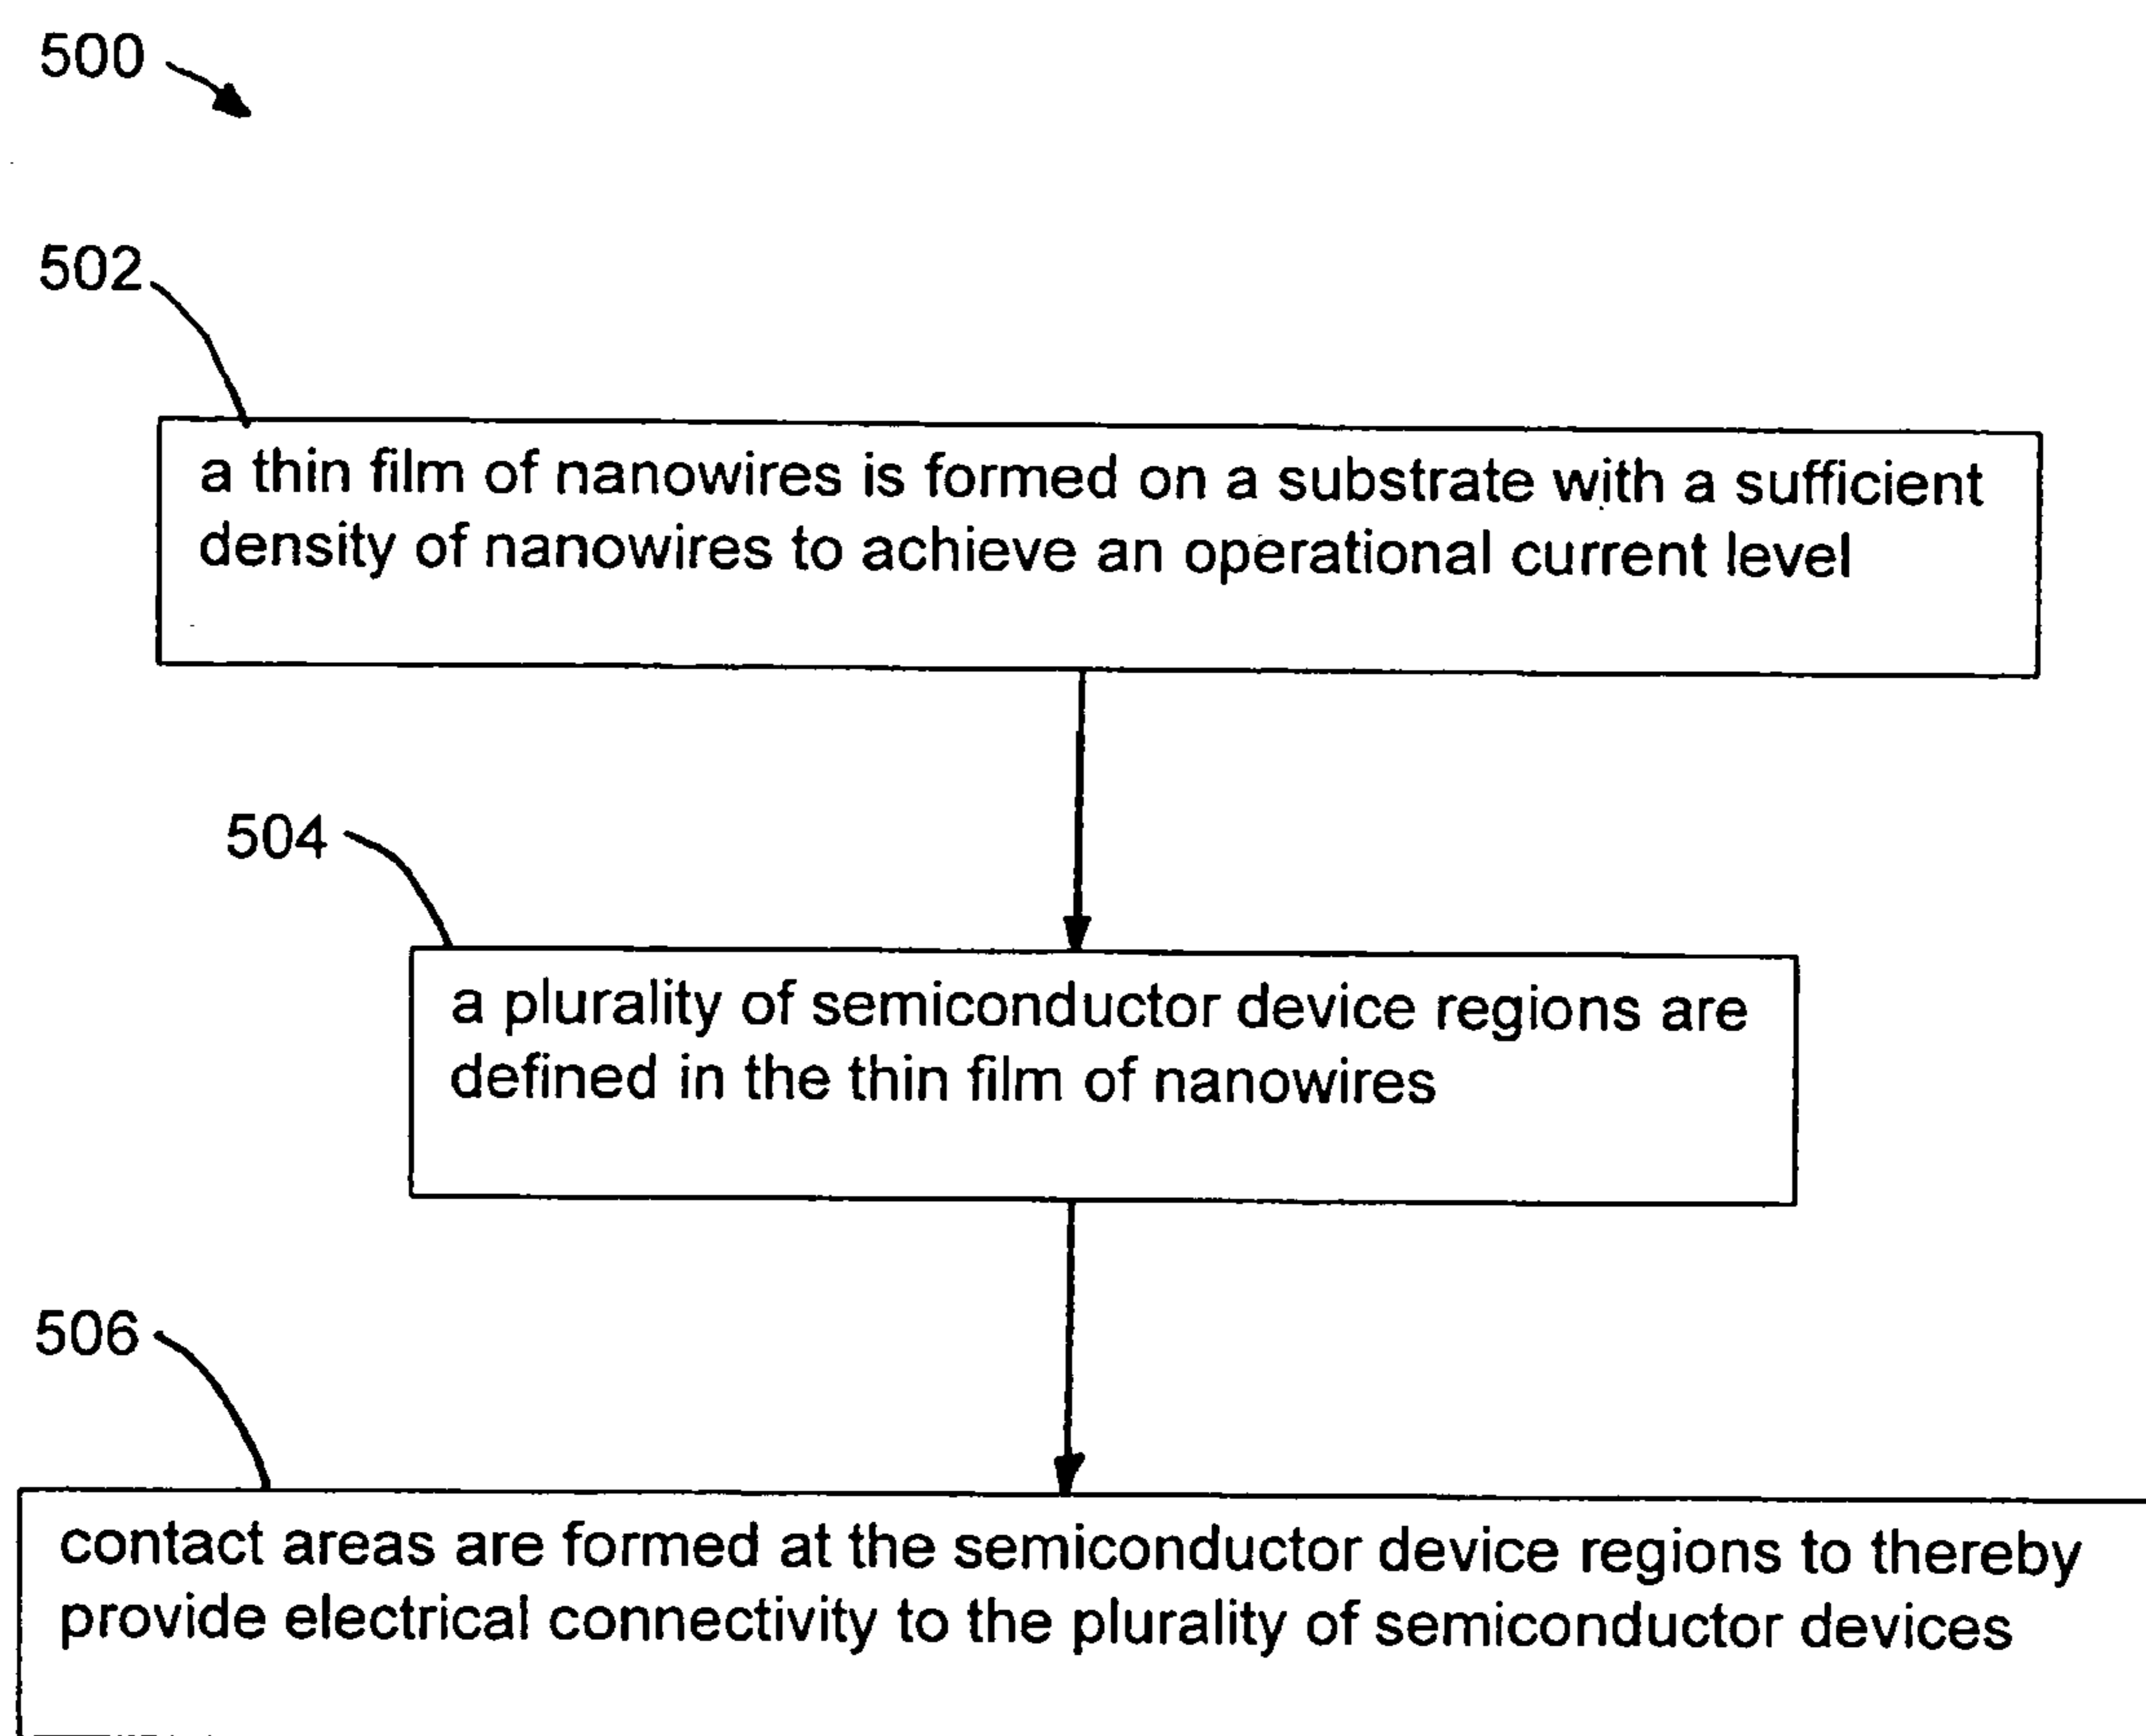 500
502
a thin film of nanowires is formed on a substrate with a sufficient
density of nanowires to achieve an operational current level
504
a plurality of semiconductor device regions are
defined in the thin film of nanowires
506
contact areas are formed at the semiconductor device regions to thereby
provide electrical connectivity to the plurality of semiconductor devices